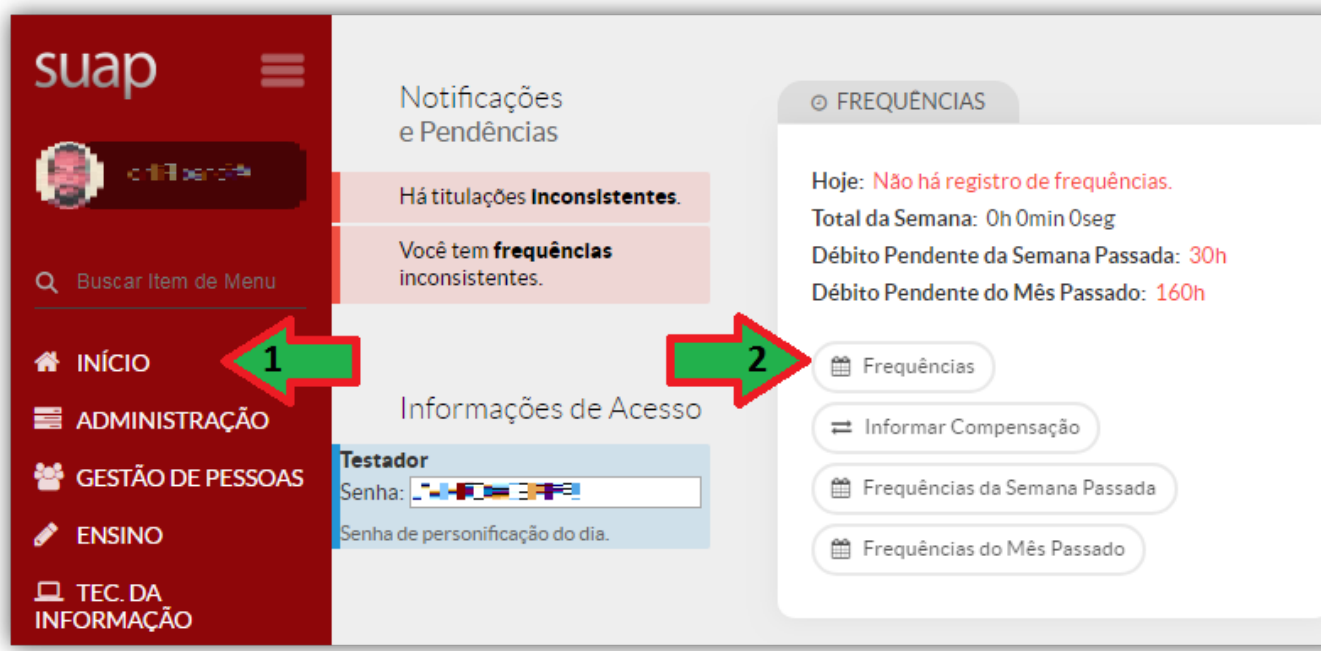 suap
Buscar Item de Menu
INÍCIO
1
ADMINISTRAÇÃO
GESTÃO DE PESSOAS
ENSINO
TEC. DA
INFORMAÇÃO
Notificações
e Pendências
Há titulações inconsistentes.
Você tem frequências
inconsistentes.
Informações de Acesso
Testador
Senha:
Senha de personificação do dia.
FREQUÊNCIAS
Hoje: Não há registro de frequências.
Total da Semana: 0h 0min 0seg
Débito Pendente da Semana Passada: 30h
Débito Pendente do Mês Passado: 160h
2
Frequências
Informar Compensação
Frequências da Semana Passada
Frequências do Mês Passado